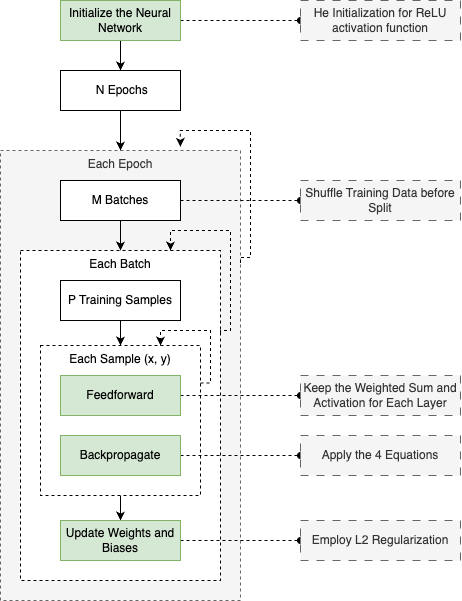 Initialize the Neural
Network
He Initialization for ReLU
activation function
N Epochs
Each Epoch
M Batches
Shuffle Training Data before
Split
Each Batch
P Training Samples
Each Sample (x, y)
Feedforward
Keep the Weighted Sum and
Activation for Each Layer
Backpropagate
Apply the 4 Equations
Update Weights and
Biases
Employ L2 Regularization